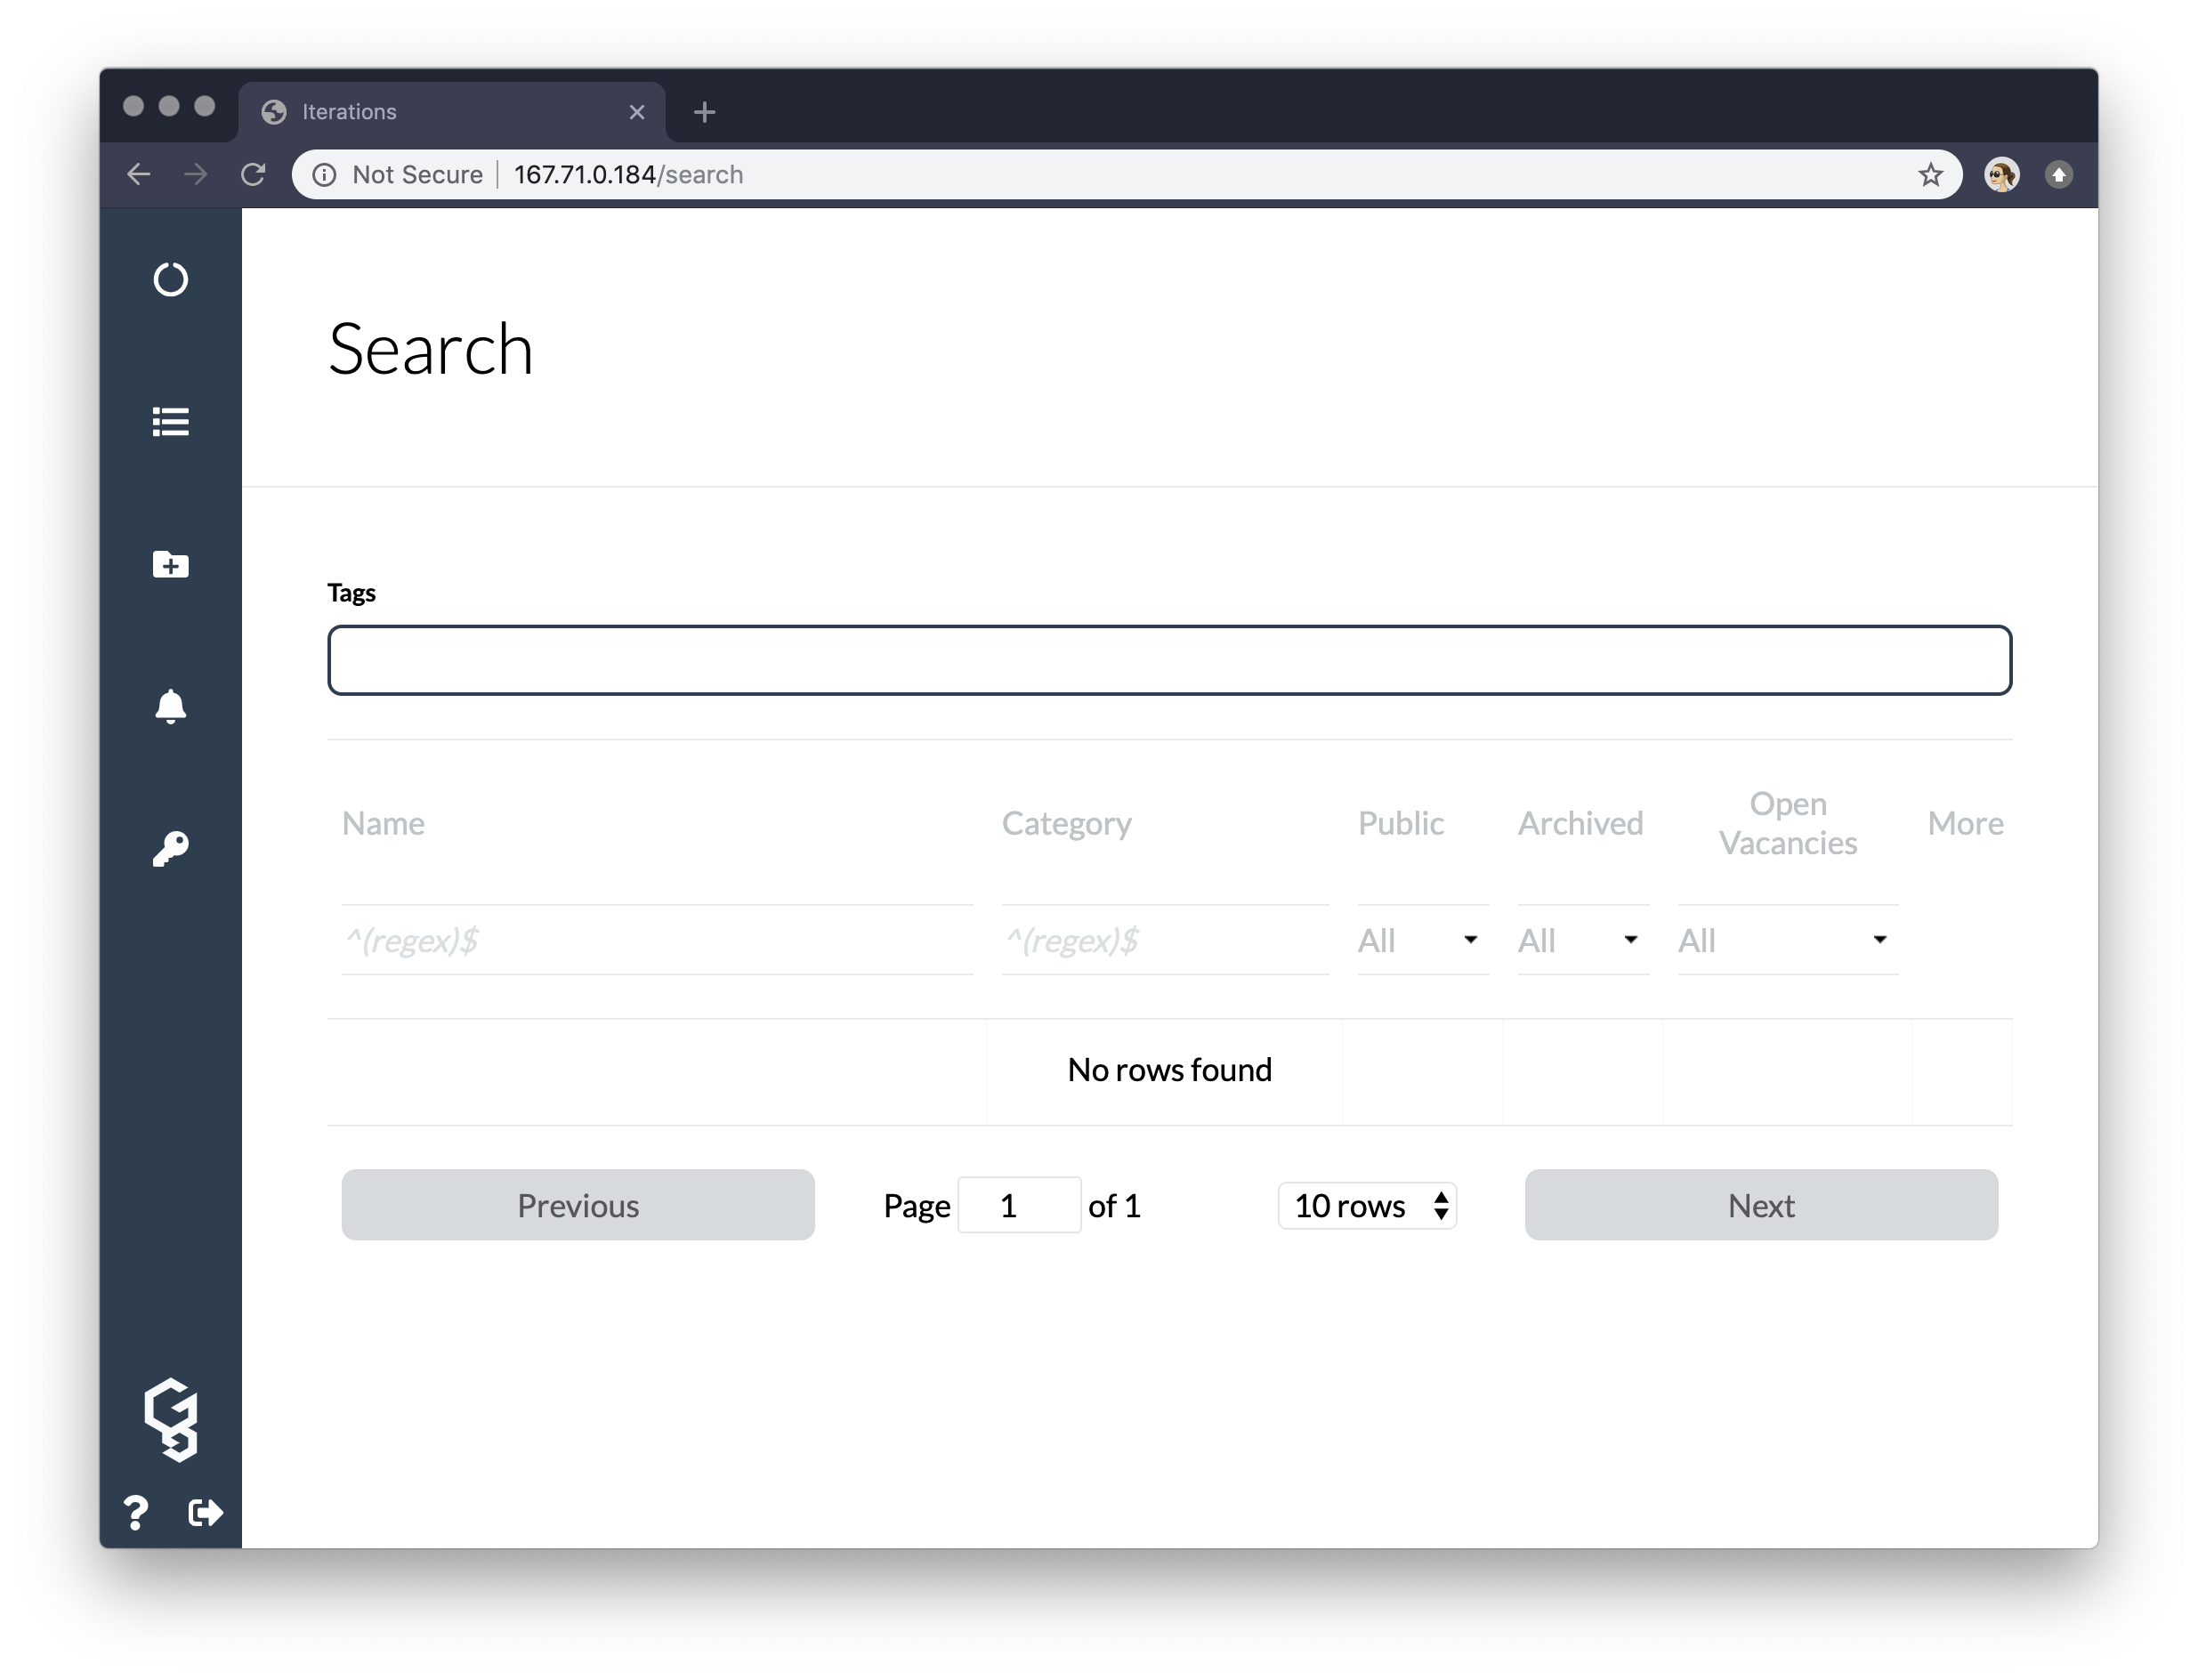 Iterations
Not Secure | 167.71.0.184/search
Search
Tags
Name Category Public Archived Open Vacancies More
^(regex)$ ^(regex)$ All All All
No rows found
Previous Page 1 of 1 10 rows Next